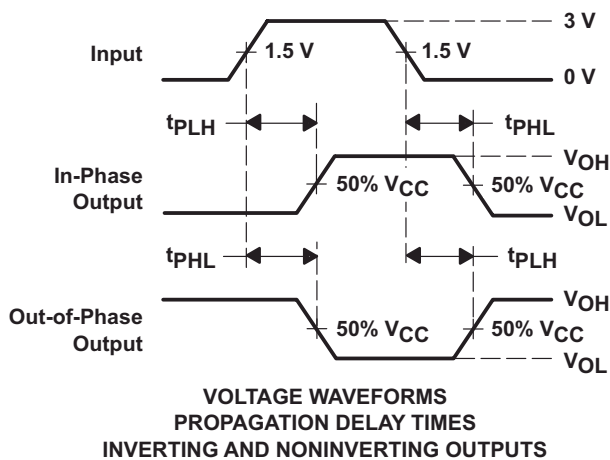 3 V
Input
1.5 V
1.5 V
0 V
tPLH
tPHL
VOH
In-Phase
Output
50% VCC
50% VCC
VOL
tPHL
tPLH
VOH
Out-of-Phase
Output
50% VCC
50% VCC
VOL
VOLTAGE WAVEFORMS
PROPAGATION DELAY TIMES
INVERTING AND NONINVERTING OUTPUTS